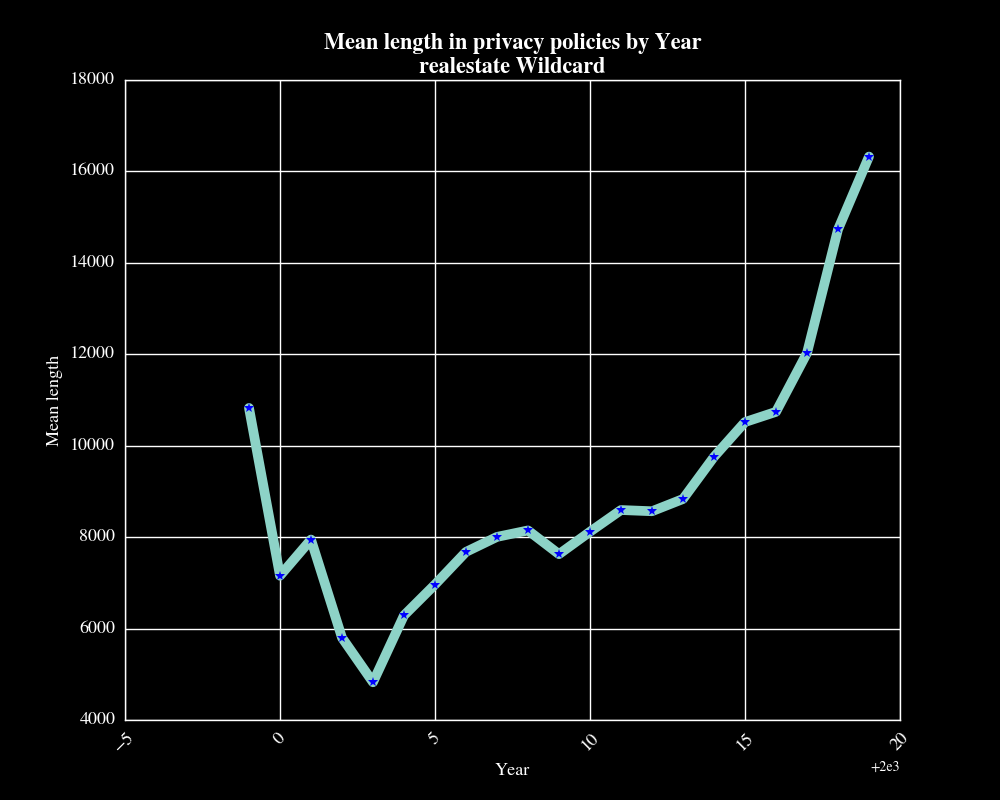 Mean length in privacy policies by Year
realestate Wildcard
18000
16000
14000
12000
10000
8000
6000
4000
Mean length
−5
0
5
10
15
20
Year
+2e3